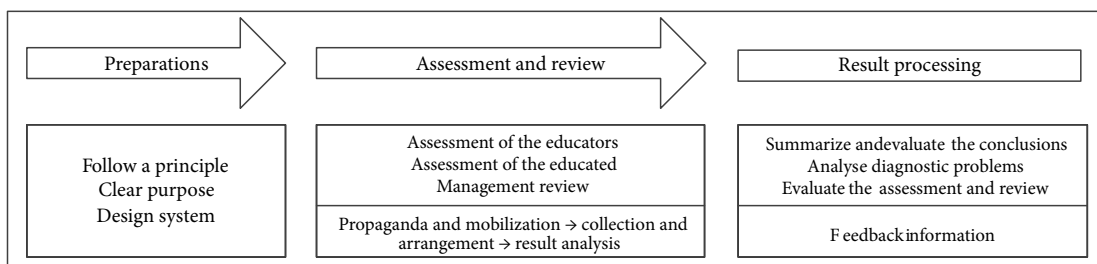 Preparations
Assessment and review
Result processing
Follow a principle
Clear purpose
Design system
Assessment of the educators
Assessment of the educated
Management review
Propaganda and mobilization → collection and
arrangement → result analysis
Summarize andevaluate the conclusions
Analyse diagnostic problems
Evaluate the assessment and review
Feedbackinformation